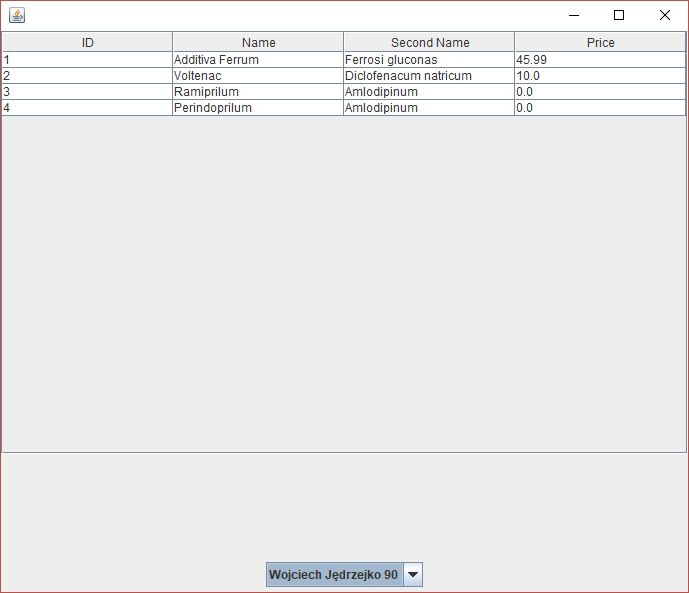 ID Name Second Name Price
1 Additiva Ferrum Ferrosi gluconas 45.99
2 Voltenac Diclofenacum natricum 10.0
3 Ramiprilum Amlodipinum 0.0
4 Perindoprilum Amlodipinum 0.0
Wojciech Jędrzejko 90